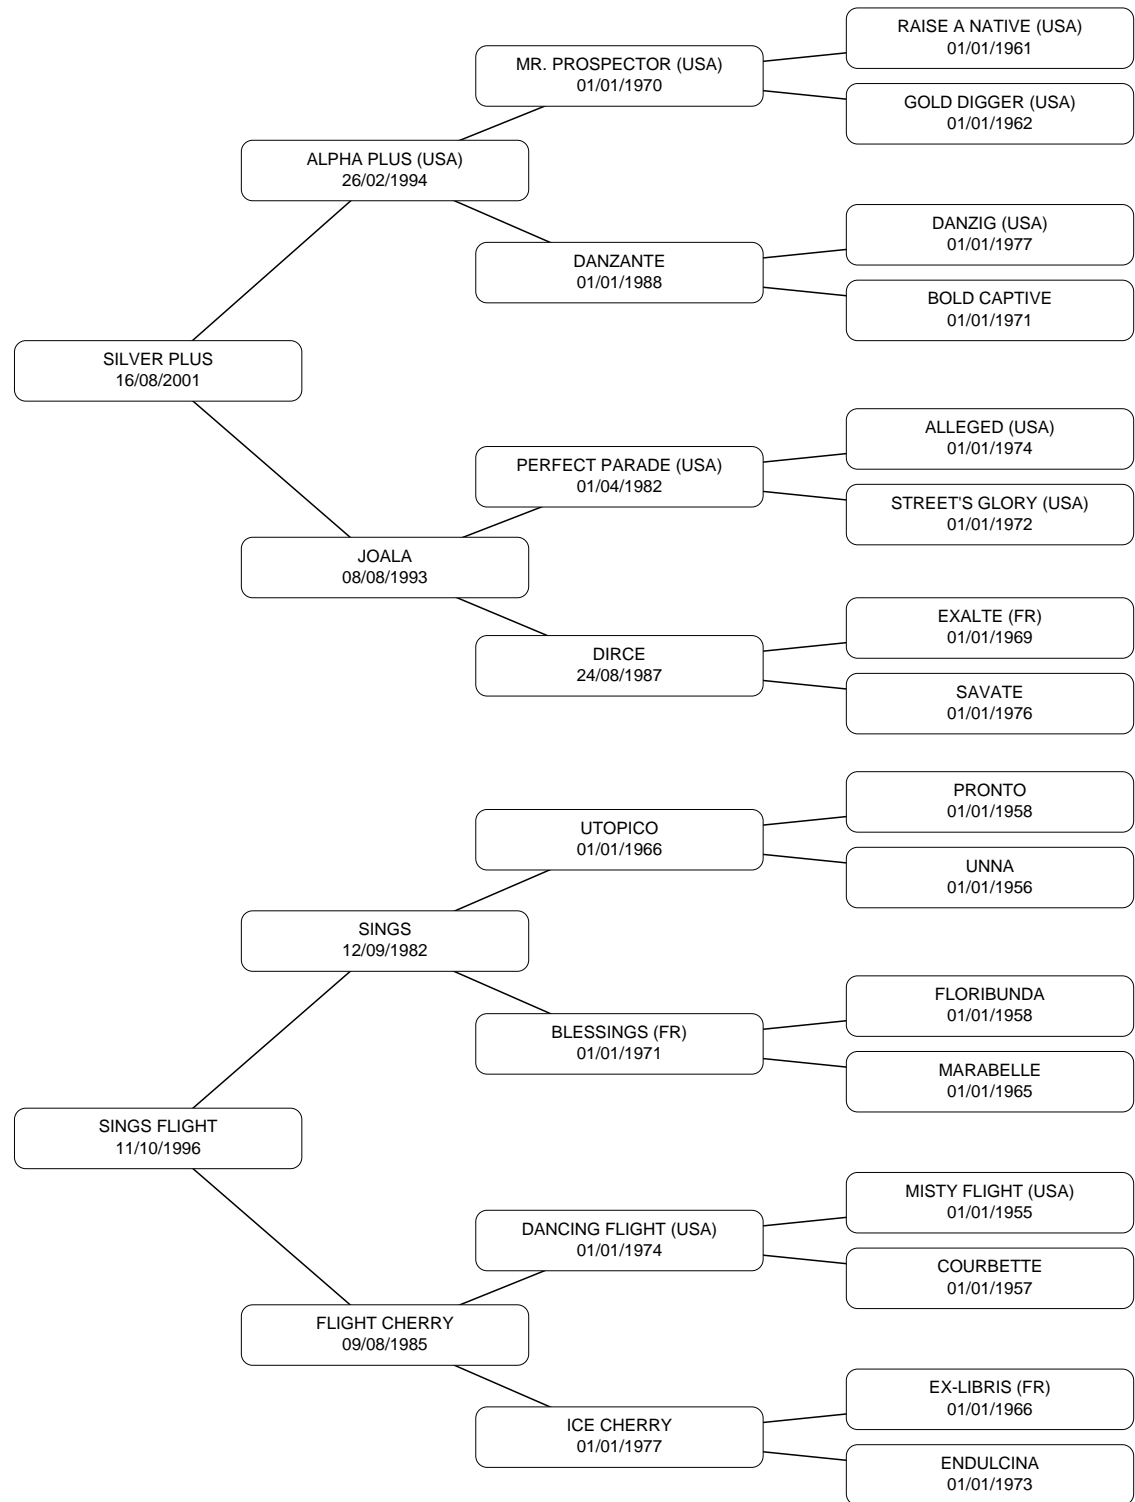 RAISE A NATIVE (USA)
01/01/1961
MR. PROSPECTOR (USA)
01/01/1970
GOLD DIGGER (USA)
01/01/1962
ALPHA PLUS (USA)
26/02/1994
DANZIG (USA)
01/01/1977
DANZANTE
01/01/1988
BOLD CAPTIVE
01/01/1971
SILVER PLUS
16/08/2001
ALLEGED (USA)
01/01/1974
PERFECT PARADE (USA)
01/04/1982
STREET'S GLORY (USA)
01/01/1972
JOALA
08/08/1993
EXALTE (FR)
01/01/1969
DIRCE
24/08/1987
SAVATE
01/01/1976
PRONTO
01/01/1958
UTOPICO
01/01/1966
UNNA
01/01/1956
SINGS
12/09/1982
FLORIBUNDA
01/01/1958
BLESSINGS (FR)
01/01/1971
MARABELLE
01/01/1965
SINGS FLIGHT
11/10/1996
MISTY FLIGHT (USA)
01/01/1955
DANCING FLIGHT (USA)
01/01/1974
COURBETTE
01/01/1957
FLIGHT CHERRY
09/08/1985
EX-LIBRIS (FR)
01/01/1966
ICE CHERRY
01/01/1977
ENDULCINA
01/01/1973